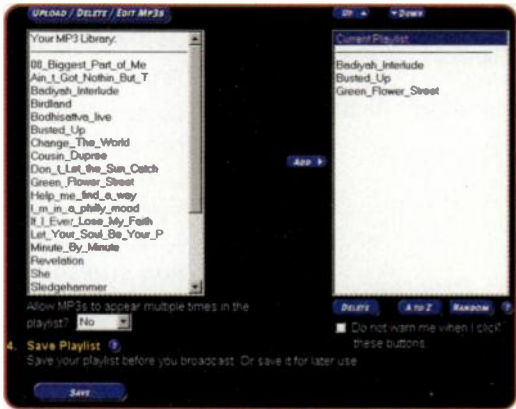 UPLOAD / DELETE / EDIT MP3S
Your MP3 Library:
08_Biggest_Part_of_Me
Ain_t_Got_Nothin_But_T
Badiyah_Interlude
Birdland
Bodhisattva_live
Busted_Up
Change_The_World
Cousin_Dupree
Don_t_Let_the_Sun_Catch
Green_Flower_Street
Help_me_find_a_way
I_m_in_a_philly_mood
If_I_Ever_Lose_My_Faith
Let_Your_Soul_Be_Your_P
Minute_By_Minute
Revelation
She
Sledgehammer
Allow MP3s to appear multiple times in the
playlist? No
ADD
UP DOWN
Current Playlist
Badiyah_Interlude
Busted_Up
Green_Flower_Street
DELETE A TO Z RANDOM ?
Do not warn me when I click
these buttons.
4. Save Playlist ?
Save your playlist before you broadcast. Or save it for later use
SAVE